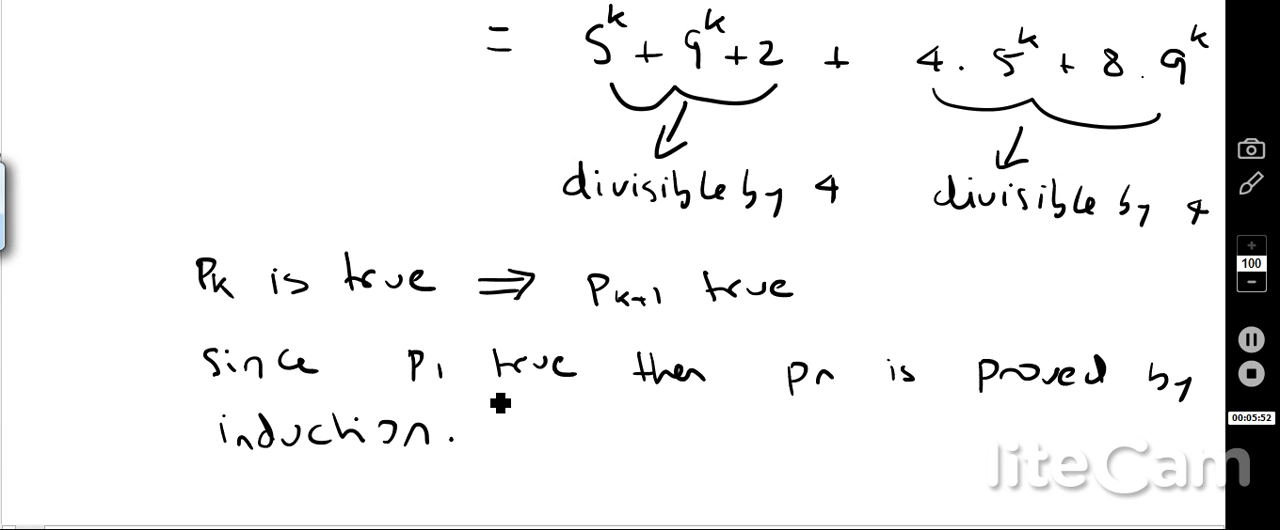 = 5^k + 9^k + 2 + 4 . 5^k + 8 . 9^k
divisible by 4 divisible by 4
Pk is true ⇒ Pk+1 true
since P1 true then Pn is proved by
induction.
100
00:05:52
liteCam